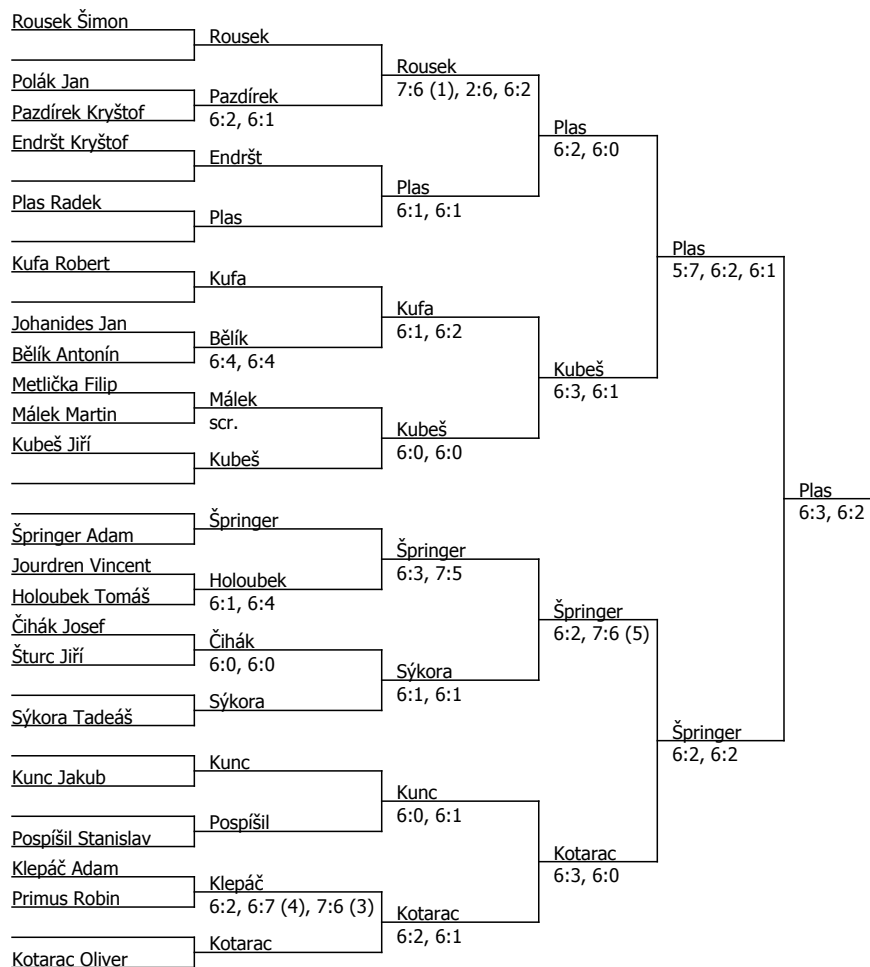 Rousek Šimon
Polák Jan
Pazdírek Kryštof
Endršt Kryštof
Plas Radek
Kufa Robert
Johanides Jan
Bělík Antonín
Metlička Filip
Málek Martin
Kubeš Jiří
Špringer Adam
Jourdren Vincent
Holoubek Tomáš
Čihák Josef
Šturc Jiří
Sýkora Tadeáš
Kunc Jakub
Pospíšil Stanislav
Klepáč Adam
Primus Robin
Kotarac Oliver
Rousek
Pazdírek
6:2, 6:1
Endršt
Plas
Kufa
Bělík
6:4, 6:4
Málek
scr.
Kubeš
Špringer
Holoubek
6:1, 6:4
Čihák
6:0, 6:0
Sýkora
Kunc
Pospíšil
Klepáč
6:2, 6:7 (4), 7:6 (3)
Kotarac
Rousek
7:6 (1), 2:6, 6:2
Plas
6:1, 6:1
Kufa
6:1, 6:2
Kubeš
6:0, 6:0
Špringer
6:3, 7:5
Sýkora
6:1, 6:1
Kunc
6:0, 6:1
Kotarac
6:2, 6:1
Plas
6:2, 6:0
Kubeš
6:3, 6:1
Špringer
6:2, 7:6 (5)
Kotarac
6:3, 6:0
Plas
5:7, 6:2, 6:1
Špringer
6:2, 6:2
Plas
6:3, 6:2